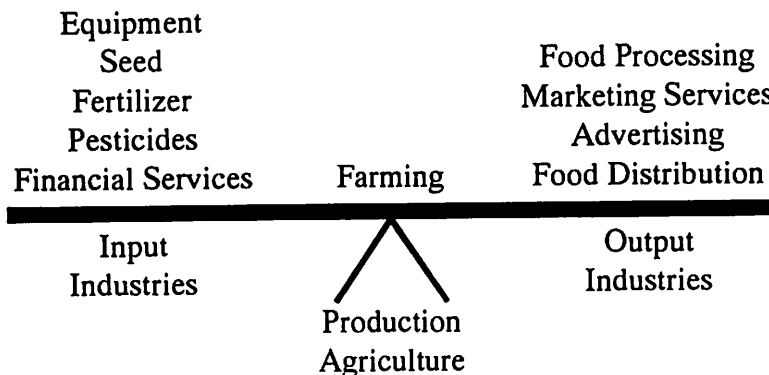 Equipment
Seed
Fertilizer
Pesticides
Financial Services
Farming
Food Processing
Marketing Services
Advertising
Food Distribution
Input
Industries
Output
Industries
Production
Agriculture